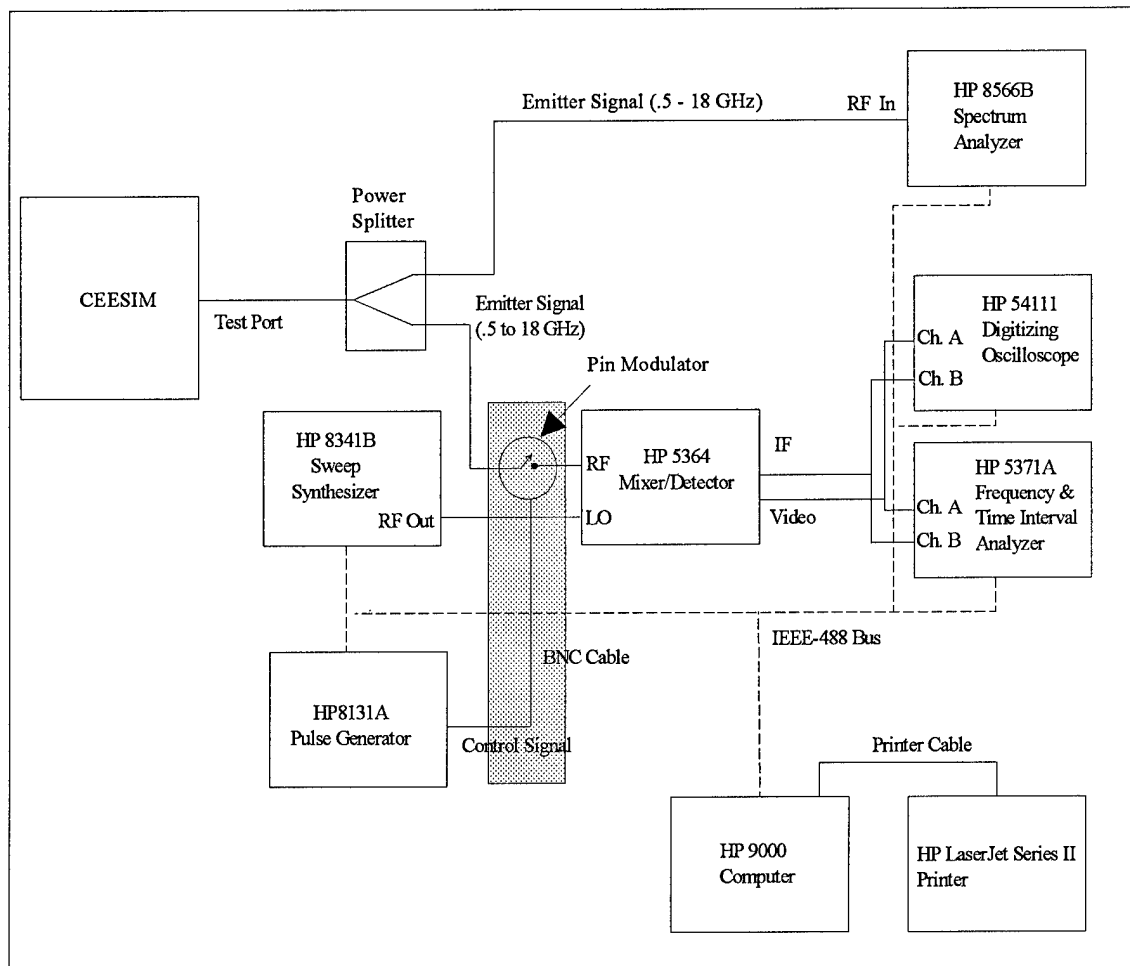 HP 8566B
Spectrum
Analyzer
Emitter Signal (.5 - 18 GHz)
RF In
Power
Splitter
CEESIM
Test Port
Emitter Signal
(.5 to 18 GHz)
HP 54111
Digitizing
Oscilloscope
Ch. A
Ch. B
Pin Modulator
HP 8341B
Sweep
Synthesizer
RF Out
RF
LO
HP 5364
Mixer/Detector
IF
Video
HP 5371A
Frequency &
Time Interval
Analyzer
Ch. A
Ch. B
IEEE-488 Bus
BNC Cable
HP8131A
Pulse Generator
Control Signal
Printer Cable
HP 9000
Computer
HP LaserJet Series II
Printer